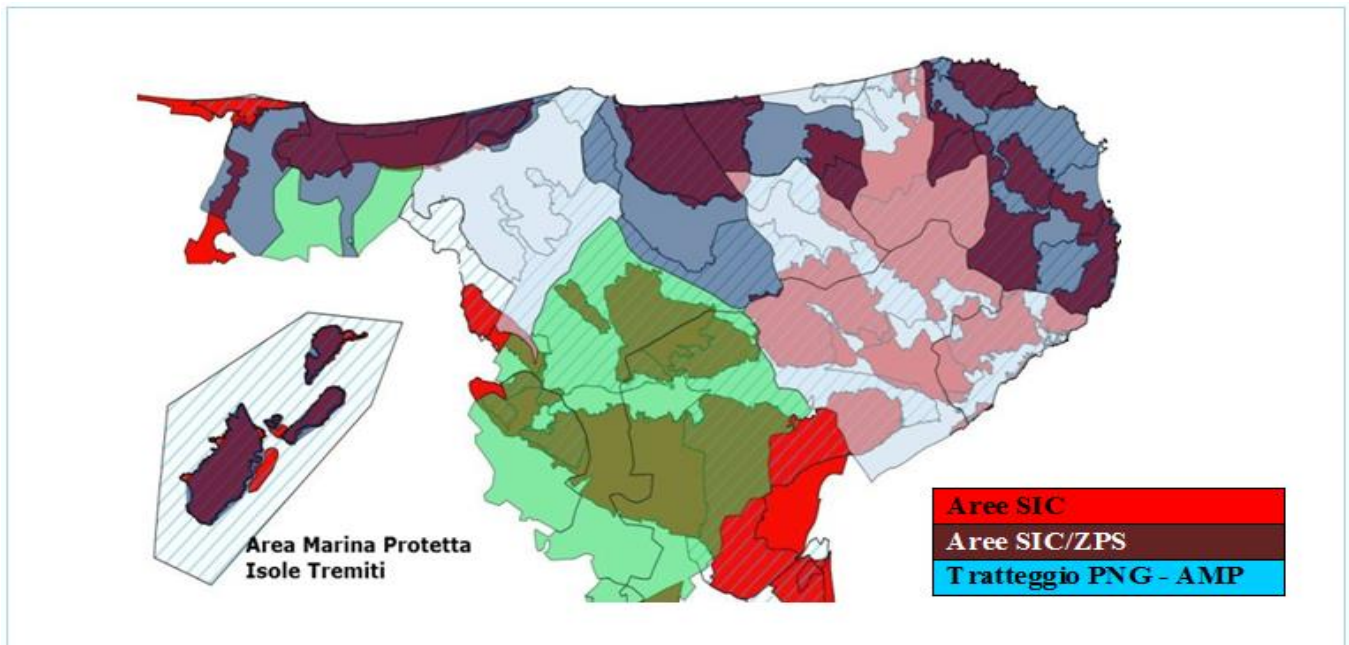 Area Marina Protetta
Isole Tremiti
Aree SIC
Aree SIC/ZPS
Tratteggio PNG - AMP